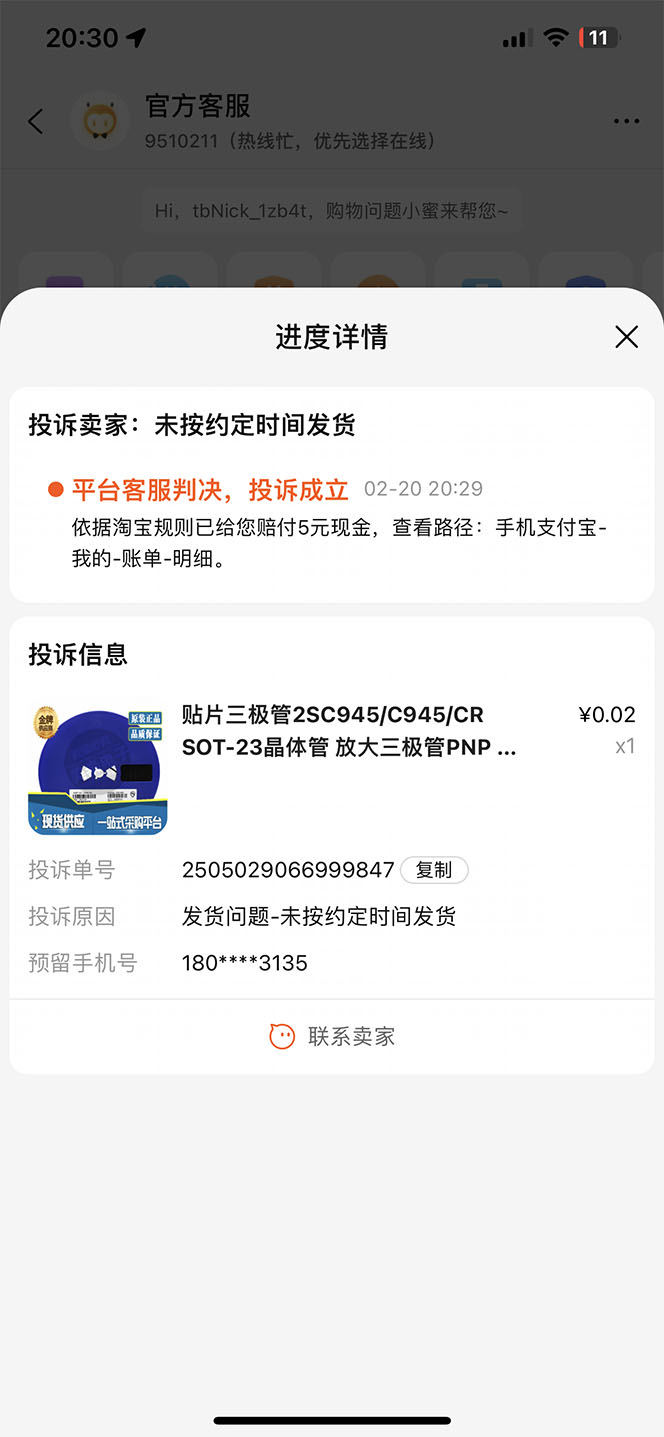 20:30
11
官方客服
9510211（热线忙，优先选择在线）
Hi，tbNick_1zb4t，购物问题小蜜来帮您~
进度详情
投诉卖家：未按约定时间发货
平台客服判决，投诉成立 02-20 20:29
依据淘宝规则已给您赔付5元现金，查看路径：手机支付宝-
我的-账单-明细。
投诉信息
金牌
供应商
原装正品
品质保证
现货供应 一站式采购平台
贴片三极管2SC945/C945/CR ¥0.02
SOT-23晶体管 放大三极管PNP ... x1
投诉单号 2505029066999847 复制
投诉原因 发货问题-未按约定时间发货
预留手机号 180****3135
联系卖家